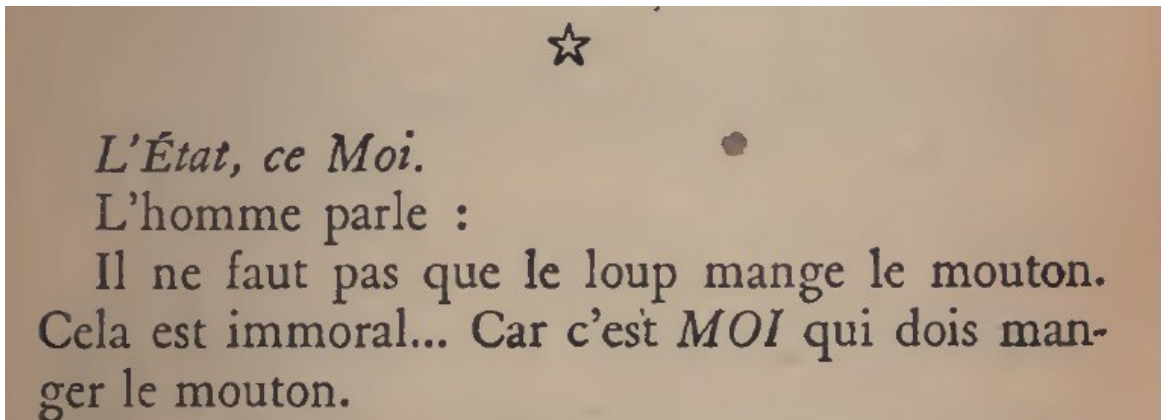 L'État, ce Moi.
L'homme parle :
Il ne faut pas que le loup mange le mouton.
Cela est immoral... Car c'est MOI qui dois man-
ger le mouton.